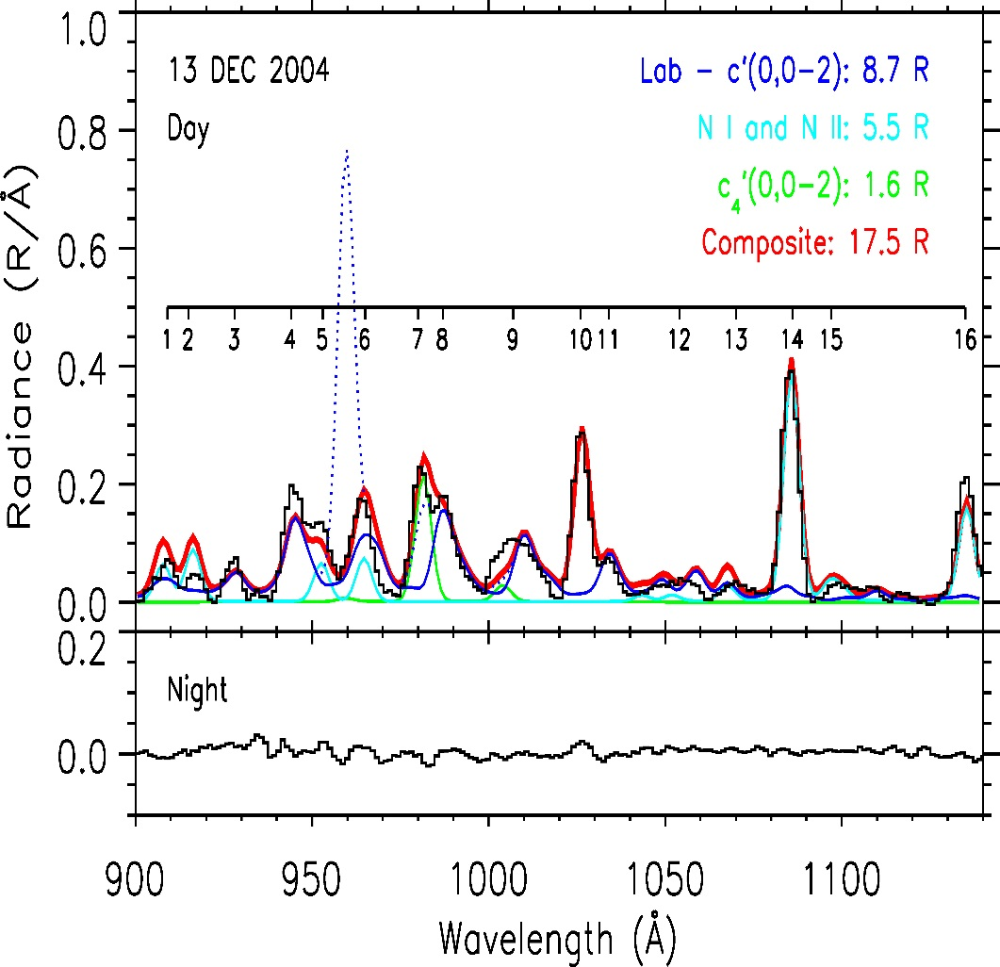 1.0
13 DEC 2004
Lab − c'(0,0−2): 8.7 R
Day
N I and N II: 5.5 R
0.8
c₄'(0,0−2): 1.6 R
Composite: 17.5 R
0.6
1 2 3 4 5 6 7 8 9 10 11 12 13 14 15 16
0.4
0.2
0.0
Radiance (R/Å)
0.2
Night
0.0
900 950 1000 1050 1100
Wavelength (Å)